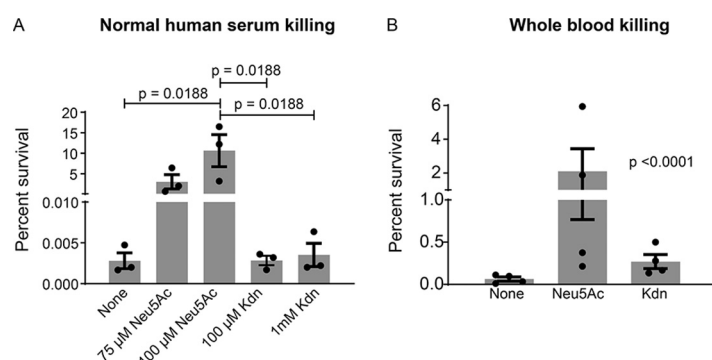 A Normal human serum killing
p = 0.0188
p = 0.0188
p = 0.0188
Percent survival
20
15
10
5
0.010
0.005
0.000
None
75 µM Neu5Ac
100 µM Neu5Ac
100 µM Kdn
1mM Kdn
B Whole blood killing
p <0.0001
Percent survival
6
4
2
1.0
0.5
0.0
None Neu5Ac Kdn